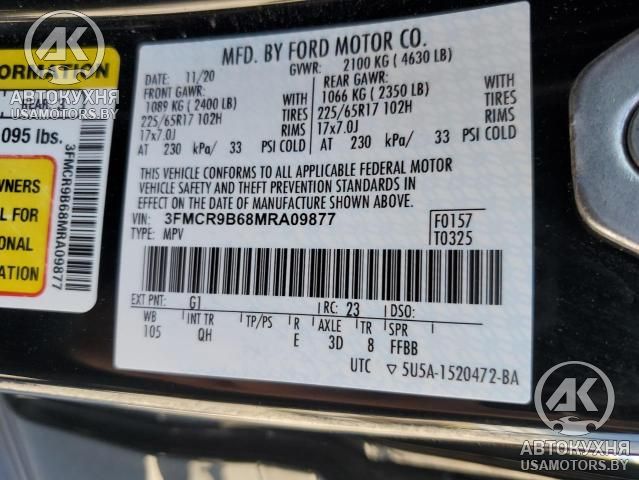 MFD. BY FORD MOTOR CO.
DATE: 11/20 GVWR: 2100 KG ( 4630 LB)
FRONT GAWR: REAR GAWR:
1089 KG ( 2400 LB) WITH 1066 KG ( 2350 LB) WITH
225/65R17 102H TIRES 225/65R17 102H TIRES
17x7.0J RIMS 17x7.0J RIMS
AT 230 kPa/ 33 PSI COLD AT 230 kPa/ 33 PSI COLD
THIS VEHICLE CONFORMS TO ALL APPLICABLE FEDERAL MOTOR
VEHICLE SAFETY AND THEFT PREVENTION STANDARDS IN
EFFECT ON THE DATE OF MANUFACTURE SHOWN ABOVE.
VIN: 3FMCR9B68MRA09877 F0157
TYPE: MPV T0325
EXT PNT: G1 RC: 23 DSO:
WB INT TR TP/PS R AXLE TR SPR
105 QH E 3D 8 FFBB
UTC ▽5U5A-1520472-BA
ORMATION
095 lbs.
3FMCR9B68MRA09877
WNERS
L FOR
ONAL
ION
АК
АВТОКУХНЯ
USAMOTORS.BY
АК
АВТОКУХНЯ
USAMOTORS.BY